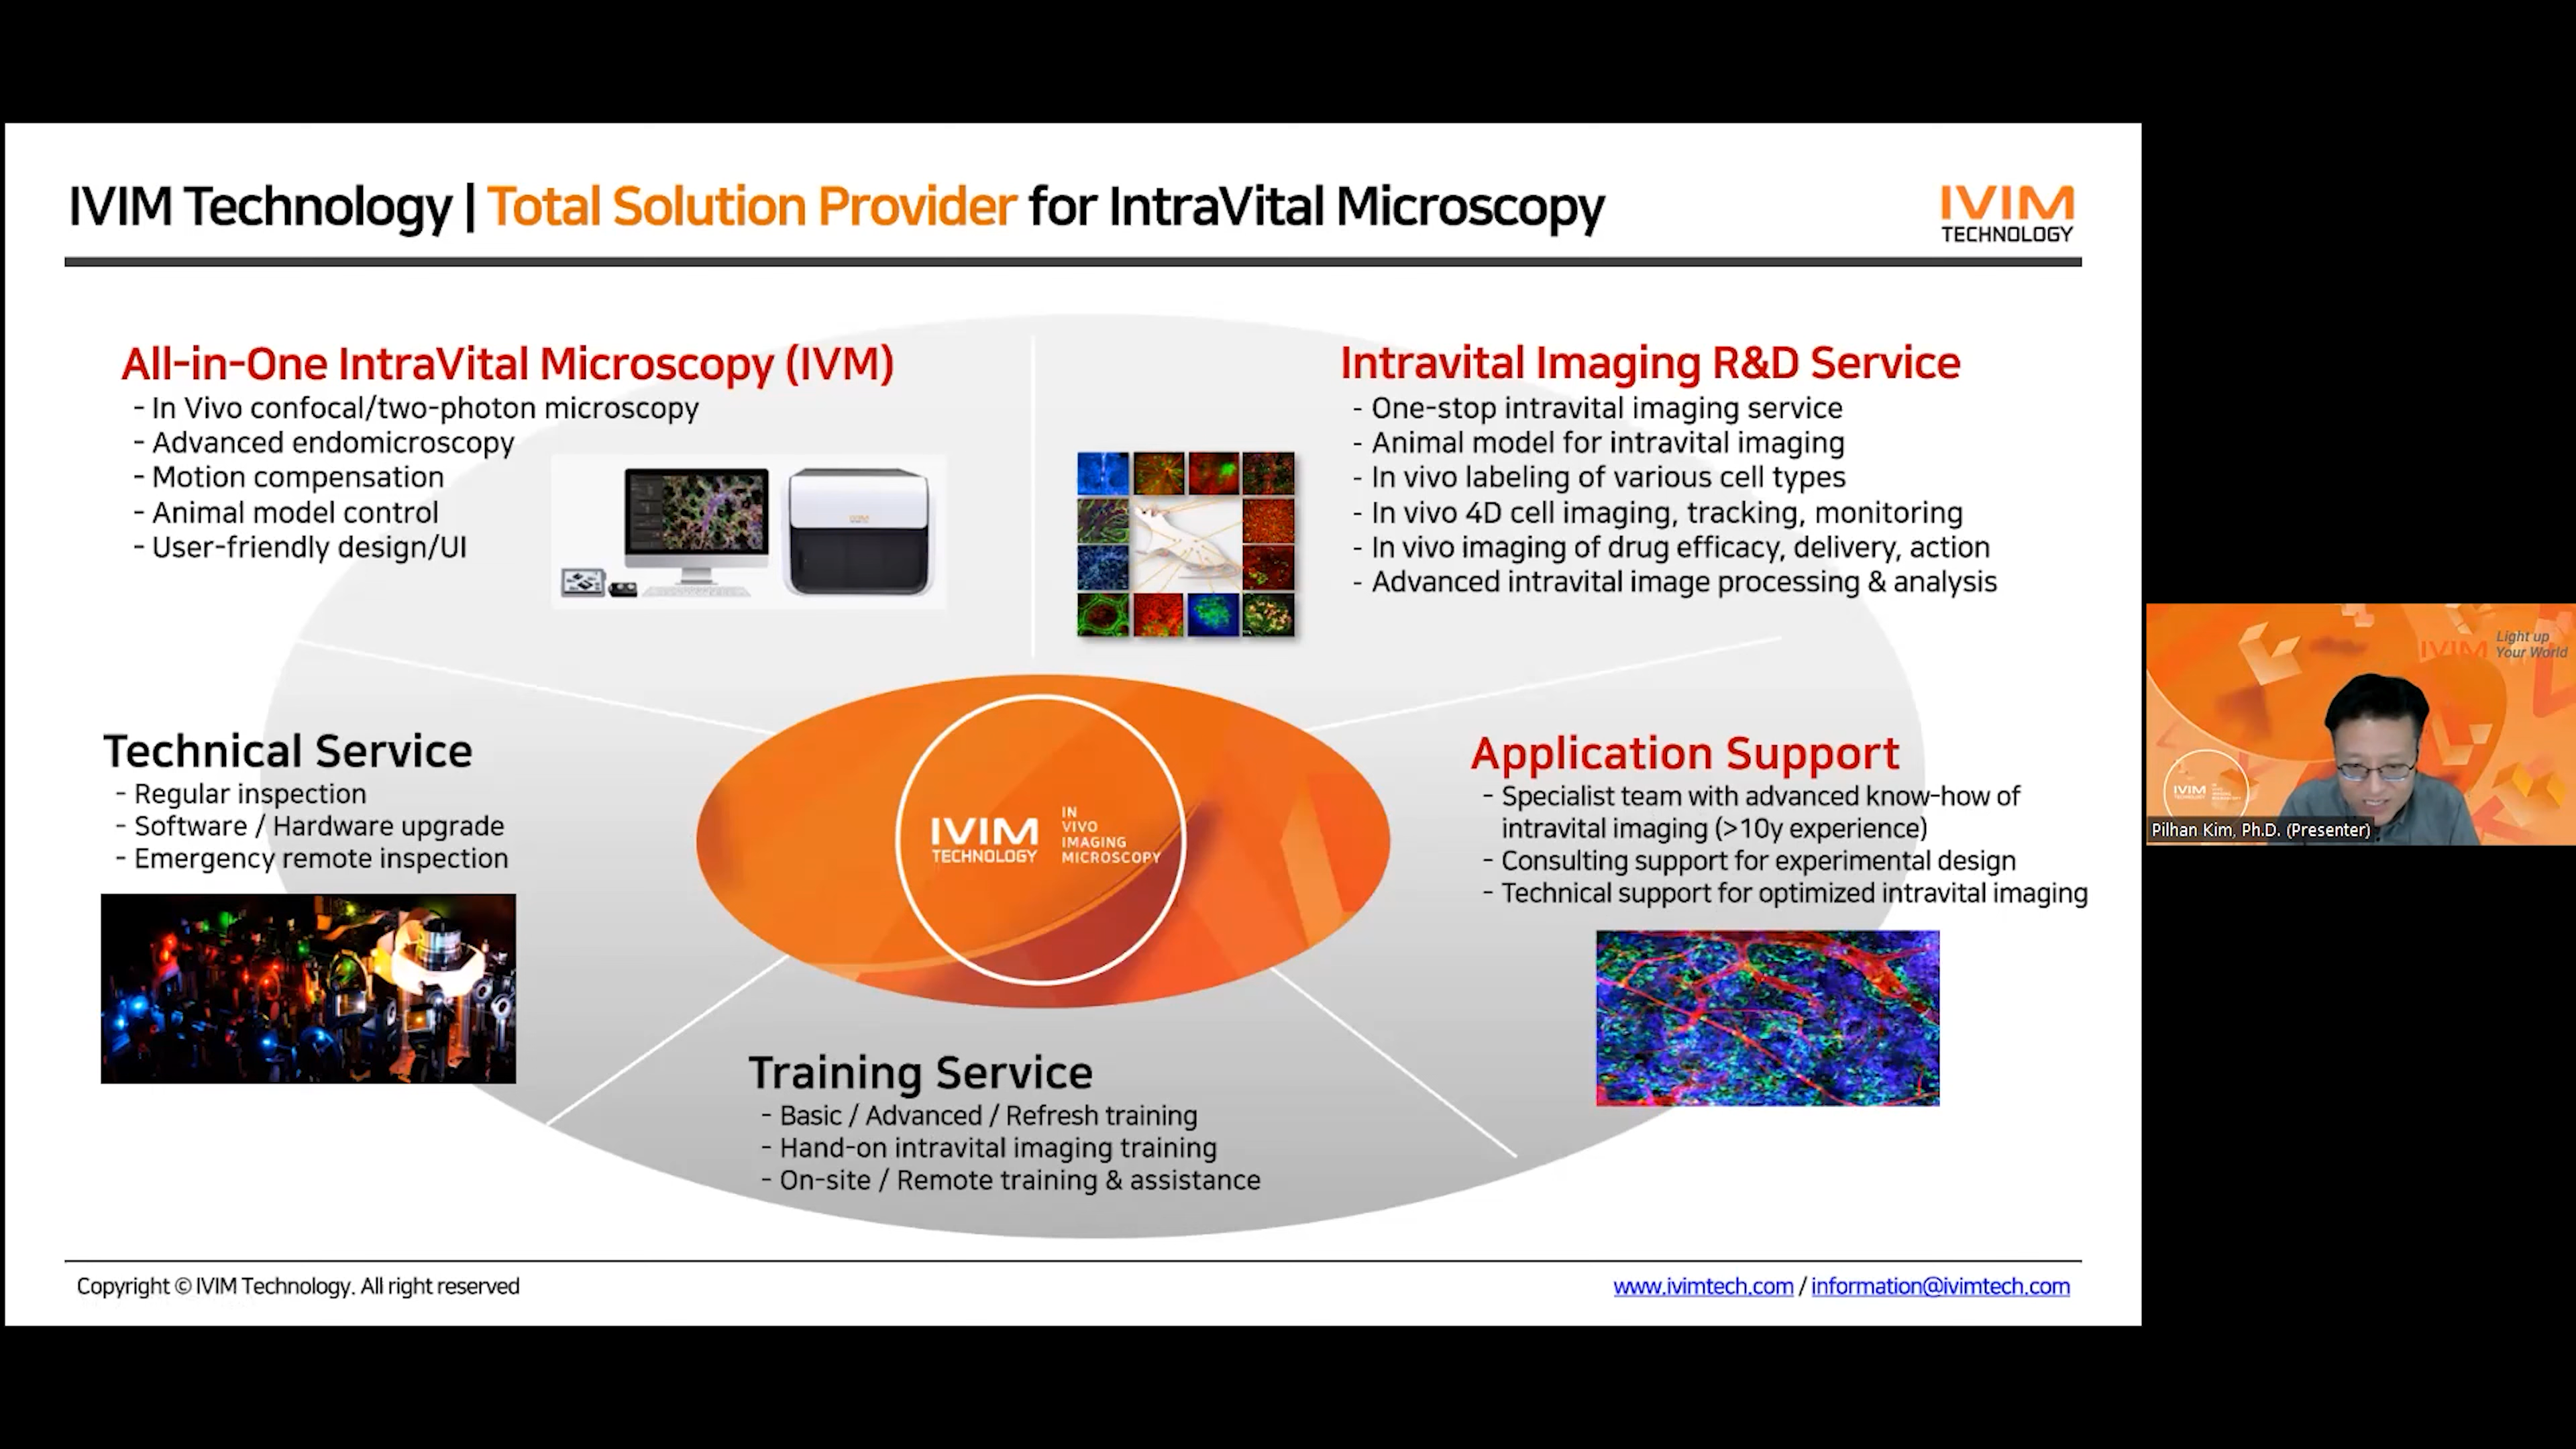 IVIM Technology | Total Solution Provider for IntraVital Microscopy
IVIM
TECHNOLOGY
All-in-One IntraVital Microscopy (IVM)
- In Vivo confocal/two-photon microscopy
- Advanced endomicroscopy
- Motion compensation
- Animal model control
- User-friendly design/UI
Intravital Imaging R&D Service
- One-stop intravital imaging service
- Animal model for intravital imaging
- In vivo labeling of various cell types
- In vivo 4D cell imaging, tracking, monitoring
- In vivo imaging of drug efficacy, delivery, action
- Advanced intravital image processing & analysis
Technical Service
- Regular inspection
- Software / Hardware upgrade
- Emergency remote inspection
IVIM
TECHNOLOGY
IN
VIVO
IMAGING
MICROSCOPY
Application Support
- Specialist team with advanced know-how of
intravital imaging (>10y experience)
- Consulting support for experimental design
- Technical support for optimized intravital imaging
Training Service
- Basic / Advanced / Refresh training
- Hand-on intravital imaging training
- On-site / Remote training & assistance
Copyright © IVIM Technology. All right reserved
www.ivimtech.com / information@ivimtech.com
IVIM
Light up
Your World
IVIM
TECHNOLOGY
Pilhan Kim, Ph.D. (Presenter)